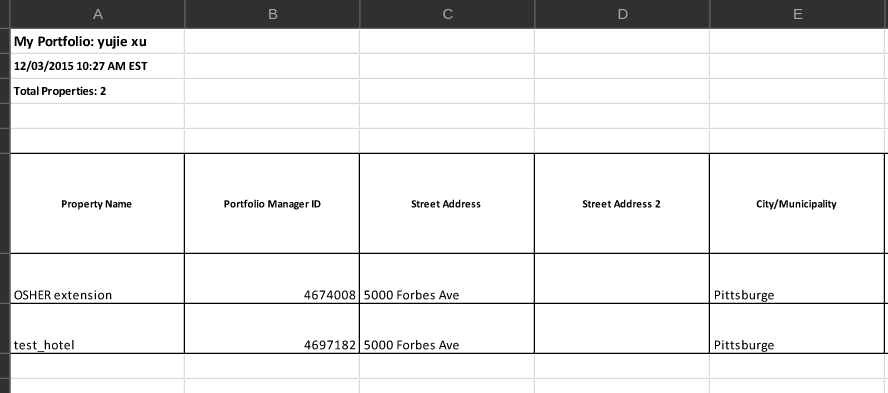 A B C D E
My Portfolio: yujie xu
12/03/2015 10:27 AM EST
Total Properties: 2
Property Name Portfolio Manager ID Street Address Street Address 2 City/Municipality
OSHER extension 4674008 5000 Forbes Ave Pittsburge
test_hotel 4697182 5000 Forbes Ave Pittsburge